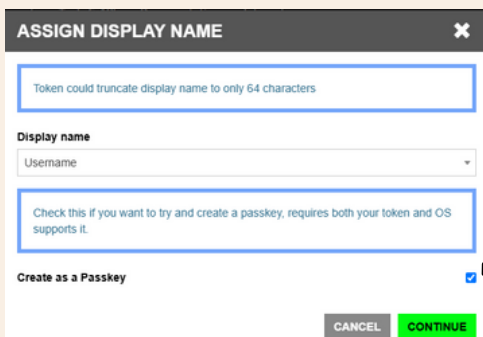 ASSIGN DISPLAY NAME
Token could truncate display name to only 64 characters
Display name
Username
Check this if you want to try and create a passkey, requires both your token and OS
supports it.
Create as a Passkey
CANCEL CONTINUE